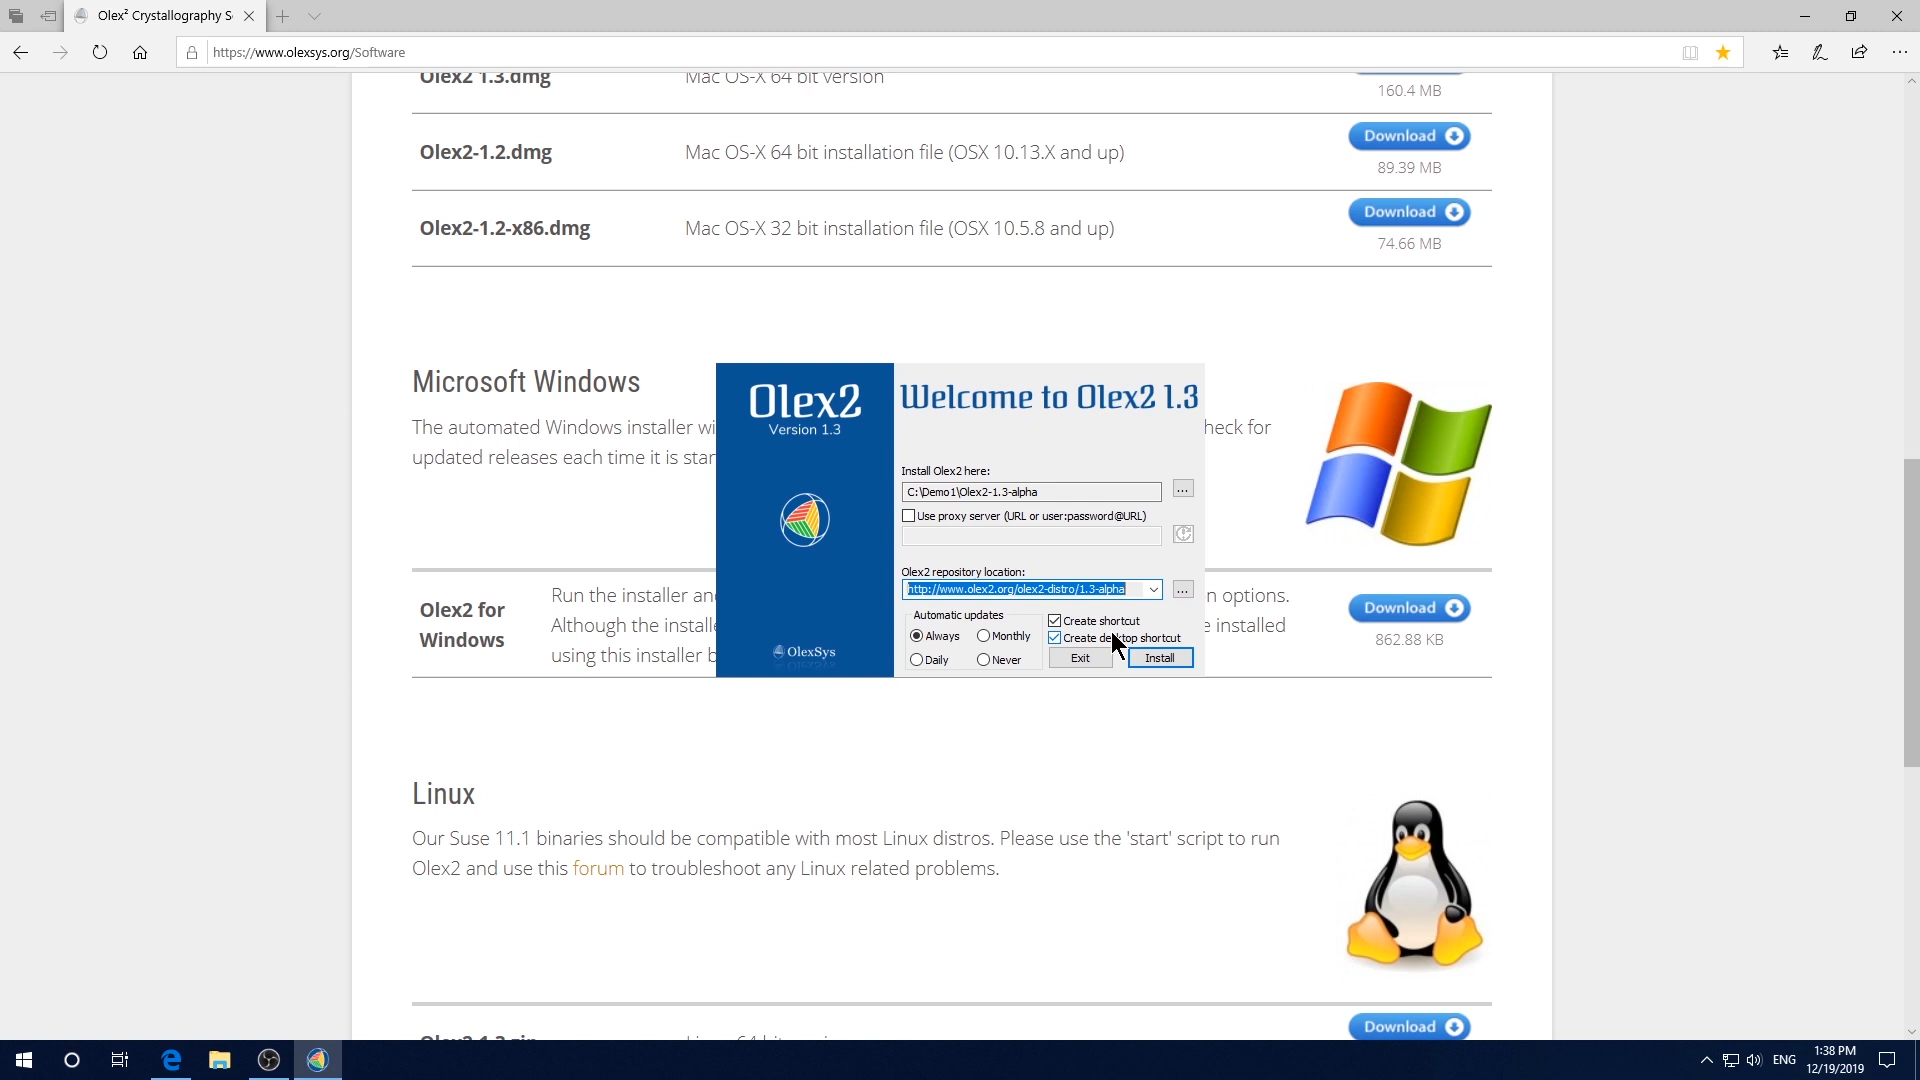 Olex² Crystallography S
https://www.olexsys.org/Software
Olex2 1.3.dmg
Mac OS-X 64 bit version
160.4 MB
Olex2-1.2.dmg
Mac OS-X 64 bit installation file (OSX 10.13.X and up)
Download
89.39 MB
Olex2-1.2-x86.dmg
Mac OS-X 32 bit installation file (OSX 10.5.8 and up)
Download
74.66 MB
Microsoft Windows
The automated Windows installer wi
heck for
updated releases each time it is star
Olex2
Version 1.3
OlexSys
Welcome to Olex2 1.3
Install Olex2 here:
C:\Demo1\Olex2-1.3-alpha
...
Use proxy server (URL or user:password@URL)
Olex2 repository location:
http://www.olex2.org/olex2-distro/1.3-alpha
...
Automatic updates
Always
Monthly
Daily
Never
Create shortcut
Create desktop shortcut
Exit
Install
Olex2 for
Windows
Run the installer an
n options.
Although the installe
e installed
using this installer b
Download
862.88 KB
Linux
Our Suse 11.1 binaries should be compatible with most Linux distros. Please use the 'start' script to run
Olex2 and use this forum to troubleshoot any Linux related problems.
Download
ENG
1:38 PM
12/19/2019